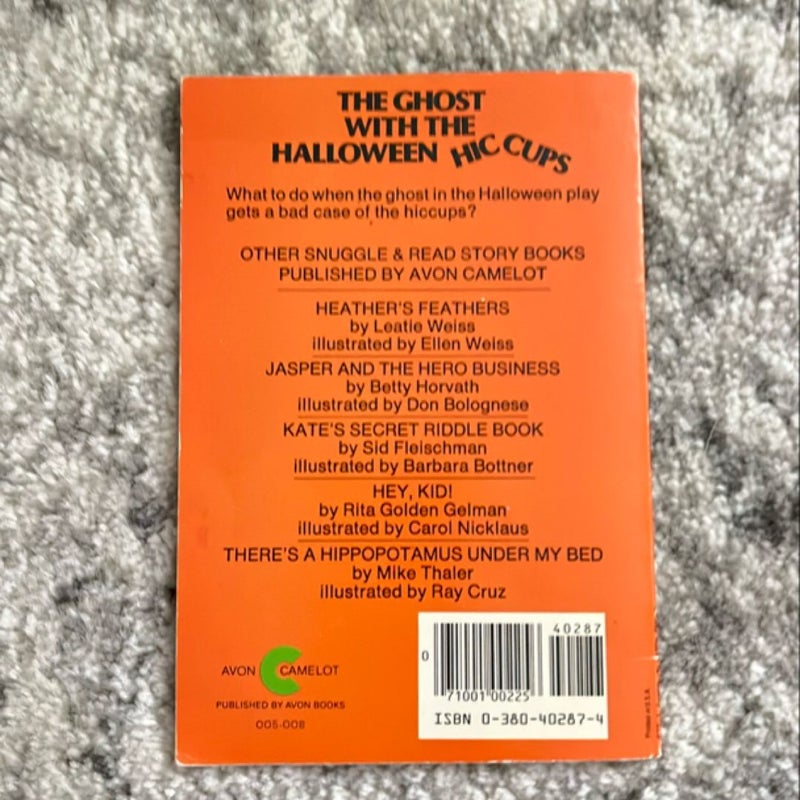 THE GHOST
WITH THE
HALLOWEEN HIC CUPS
What to do when the ghost in the Halloween play
gets a bad case of the hiccups?
OTHER SNUGGLE & READ STORY BOOKS
PUBLISHED BY AVON CAMELOT
HEATHER'S FEATHERS
by Leatie Weiss
illustrated by Ellen Weiss
JASPER AND THE HERO BUSINESS
by Betty Horvath
illustrated by Don Bolognese
KATE'S SECRET RIDDLE BOOK
by Sid Fleischman
illustrated by Barbara Bottner
HEY, KID!
by Rita Golden Gelman
illustrated by Carol Nicklaus
THERE'S A HIPPOPOTAMUS UNDER MY BED
by Mike Thaler
illustrated by Ray Cruz
40287
0
71001 00225
ISBN 0-380-40287-4
AVON CAMELOT
PUBLISHED BY AVON BOOKS
005-008
Printed in U.S.A.